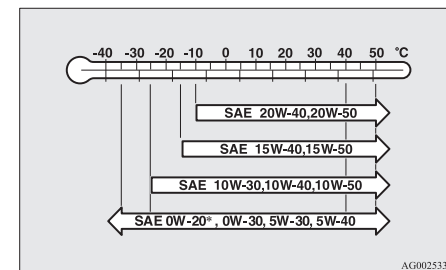 -40 -30 -20 -10 0 10 20 30 40 50 °C
SAE 20W-40,20W-50
SAE 15W-40,15W-50
SAE 10W-30,10W-40,10W-50
SAE 0W-20*, 0W-30, 5W-30, 5W-40
AG002533